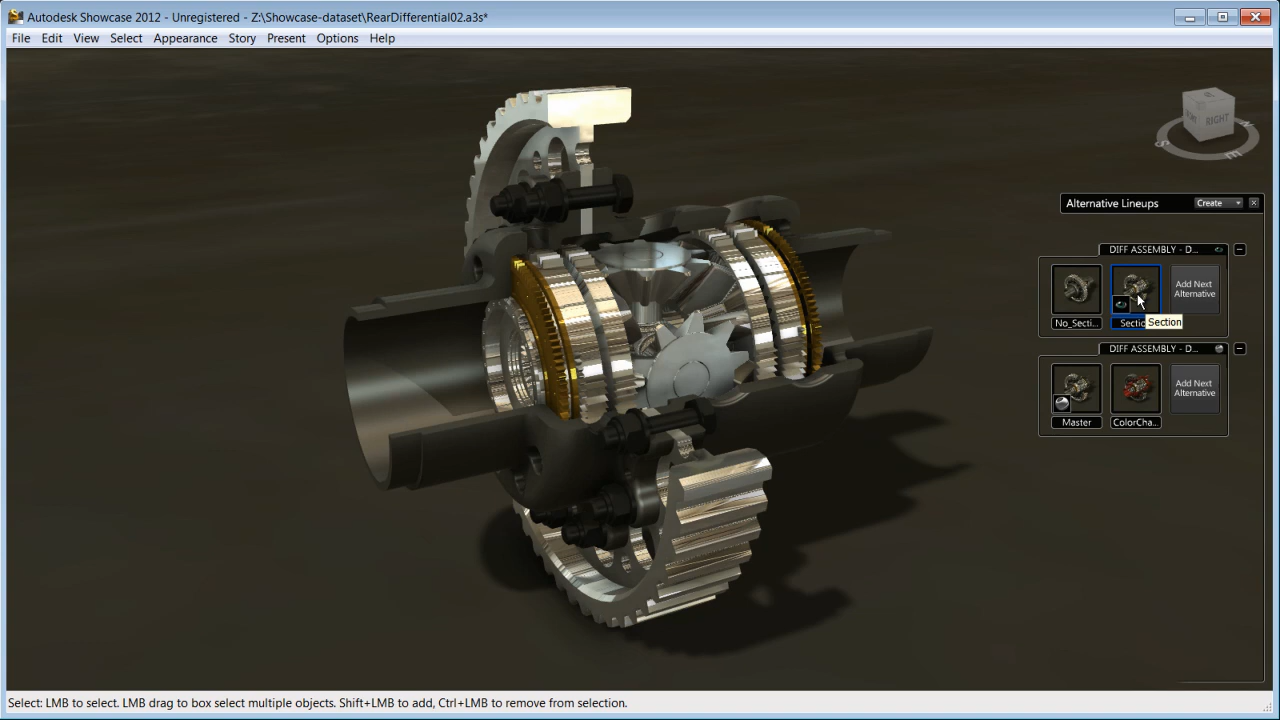 Autodesk Showcase 2012 - Unregistered - Z:\Showcase-dataset\RearDifferential02.a3s*
File Edit View Select Appearance Story Present Options Help
RIGHT
S
E
Alternative Lineups Create
DIFF ASSEMBLY - D...
No_Secti...
Sectio
Section
Add Next
Alternative
DIFF ASSEMBLY - D...
Master
ColorCha...
Add Next
Alternative
Select: LMB to select. LMB drag to box select multiple objects. Shift+LMB to add, Ctrl+LMB to remove from selection.